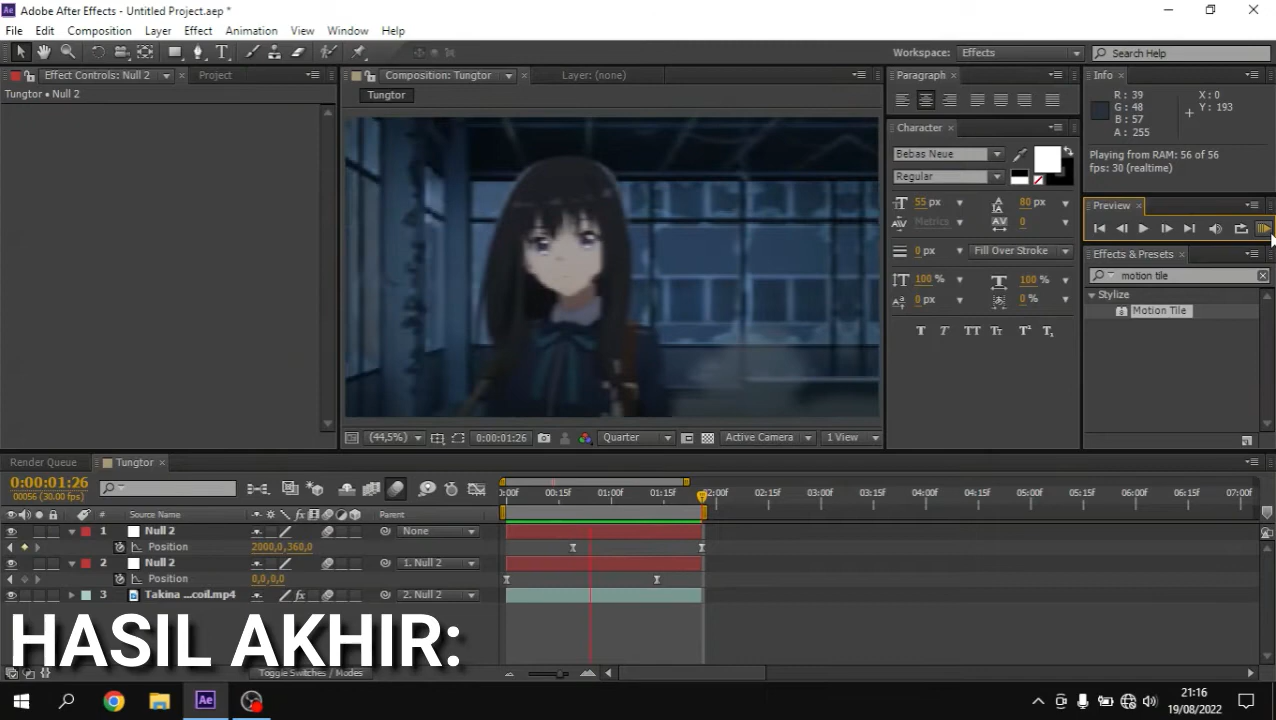 Adobe After Effects - Untitled Project.aep *
File Edit Composition Layer Effect Animation View Window Help
Workspace: Effects Search Help
Effect Controls: Null 2 Project
Tungtor • Null 2
Composition: Tungtor Layer: (none)
Tungtor
Paragraph
Character
Bebas Neue
Regular
55 px 80 px
Metrics 0
0 px Fill Over Stroke
100 % 100 %
0 px 0 %
T T TT Tr T¹ T₁
Info
R: 39 X: 0
G: 48 Y: 193
B: 57
A: 255
Playing from RAM: 56 of 56
fps: 30 (realtime)
Preview
Effects & Presets
motion tile
Stylize
Motion Tile
(44,5%) 0:00:01:26 Quarter Active Camera 1 View
Render Queue Tungtor
0:00:01:26
00056 (30.00 fps)
:00f 00:15f 01:00f 01:15f 02:00f 02:15f 03:00f 03:15f 04:00f 04:15f 05:00f 05:15f 06:00f 06:15f 07:00f
# Source Name Parent
1 Null 2 None
Position 2000,0,360,0
2 Null 2 1. Null 2
Position 0,0,0,0
3 Takina ...coil.mp4 2. Null 2
HASIL AKHIR:
Toggle Switches / Modes
21:16
19/08/2022